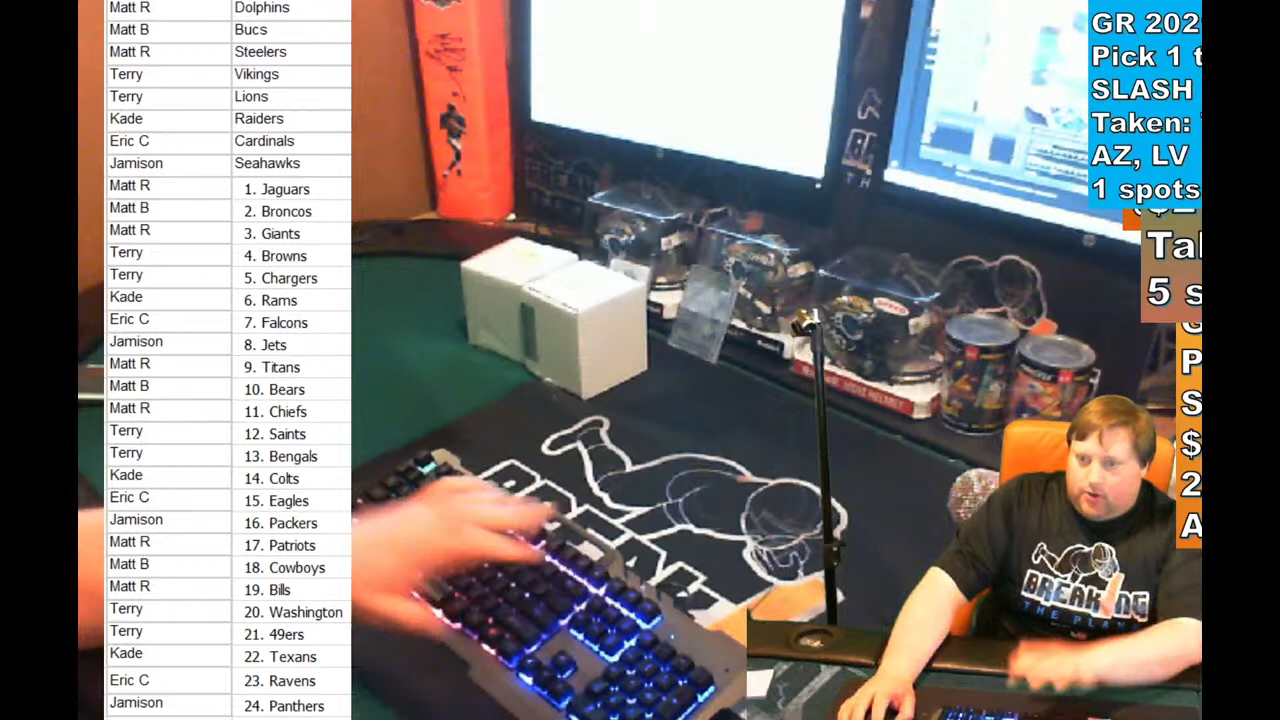 Matt R Dolphins
Matt B Bucs
Matt R Steelers
Terry Vikings
Terry Lions
Kade Raiders
Eric C Cardinals
Jamison Seahawks
Matt R 1. Jaguars
Matt B 2. Broncos
Matt R 3. Giants
Terry 4. Browns
Terry 5. Chargers
Kade 6. Rams
Eric C 7. Falcons
Jamison 8. Jets
Matt R 9. Titans
Matt B 10. Bears
Matt R 11. Chiefs
Terry 12. Saints
Terry 13. Bengals
Kade 14. Colts
Eric C 15. Eagles
Jamison 16. Packers
Matt R 17. Patriots
Matt B 18. Cowboys
Matt R 19. Bills
Terry 20. Washington
Terry 21. 49ers
Kade 22. Texans
Eric C 23. Ravens
Jamison 24. Panthers
GR 202
Pick 1 t
SLASH
Taken:
AZ, LV
1 spots
Tal
5 s
P
S
$
2
A
BREAKING
THE PLANE